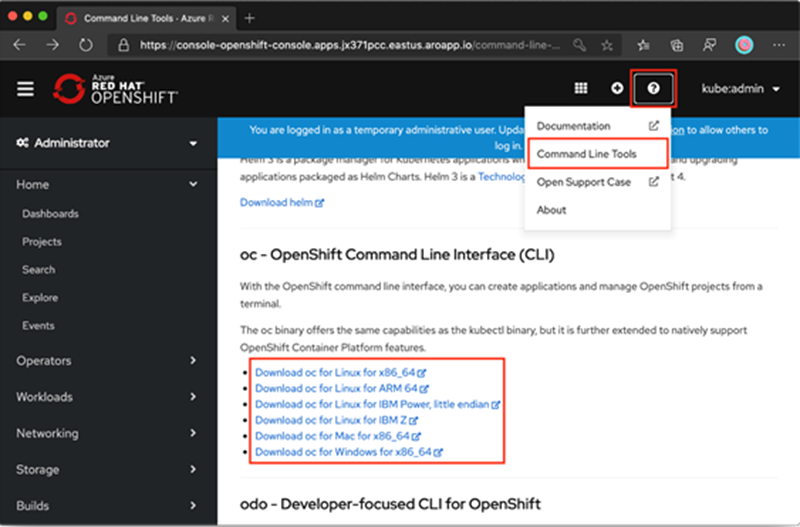 Command Line Tools · Azure R
https://console-openshift-console.apps.jx371pcc.eastus.aroapp.io/command-line-...
Azure
RED HAT
OPENSHIFT
kube:admin
Documentation
Command Line Tools
Open Support Case
About
Administrator
Home
Dashboards
Projects
Search
Explore
Events
Operators
Workloads
Networking
Storage
Builds
You are logged in as a temporary administrative user. Upda
on to allow others to
log in.
Helm 3 is a package manager for Kubernetes applications wh
and upgrading
applications packaged as Helm Charts. Helm 3 is a Technolog
t 4.
Download helm
oc - OpenShift Command Line Interface (CLI)
With the OpenShift command line interface, you can create applications and manage OpenShift projects from a
terminal.
The oc binary offers the same capabilities as the kubectl binary, but it is further extended to natively support
OpenShift Container Platform features.
Download oc for Linux for x86_64
Download oc for Linux for ARM 64
Download oc for Linux for IBM Power, little endian
Download oc for Linux for IBM Z
Download oc for Mac for x86_64
Download oc for Windows for x86_64
odo - Developer-focused CLI for OpenShift